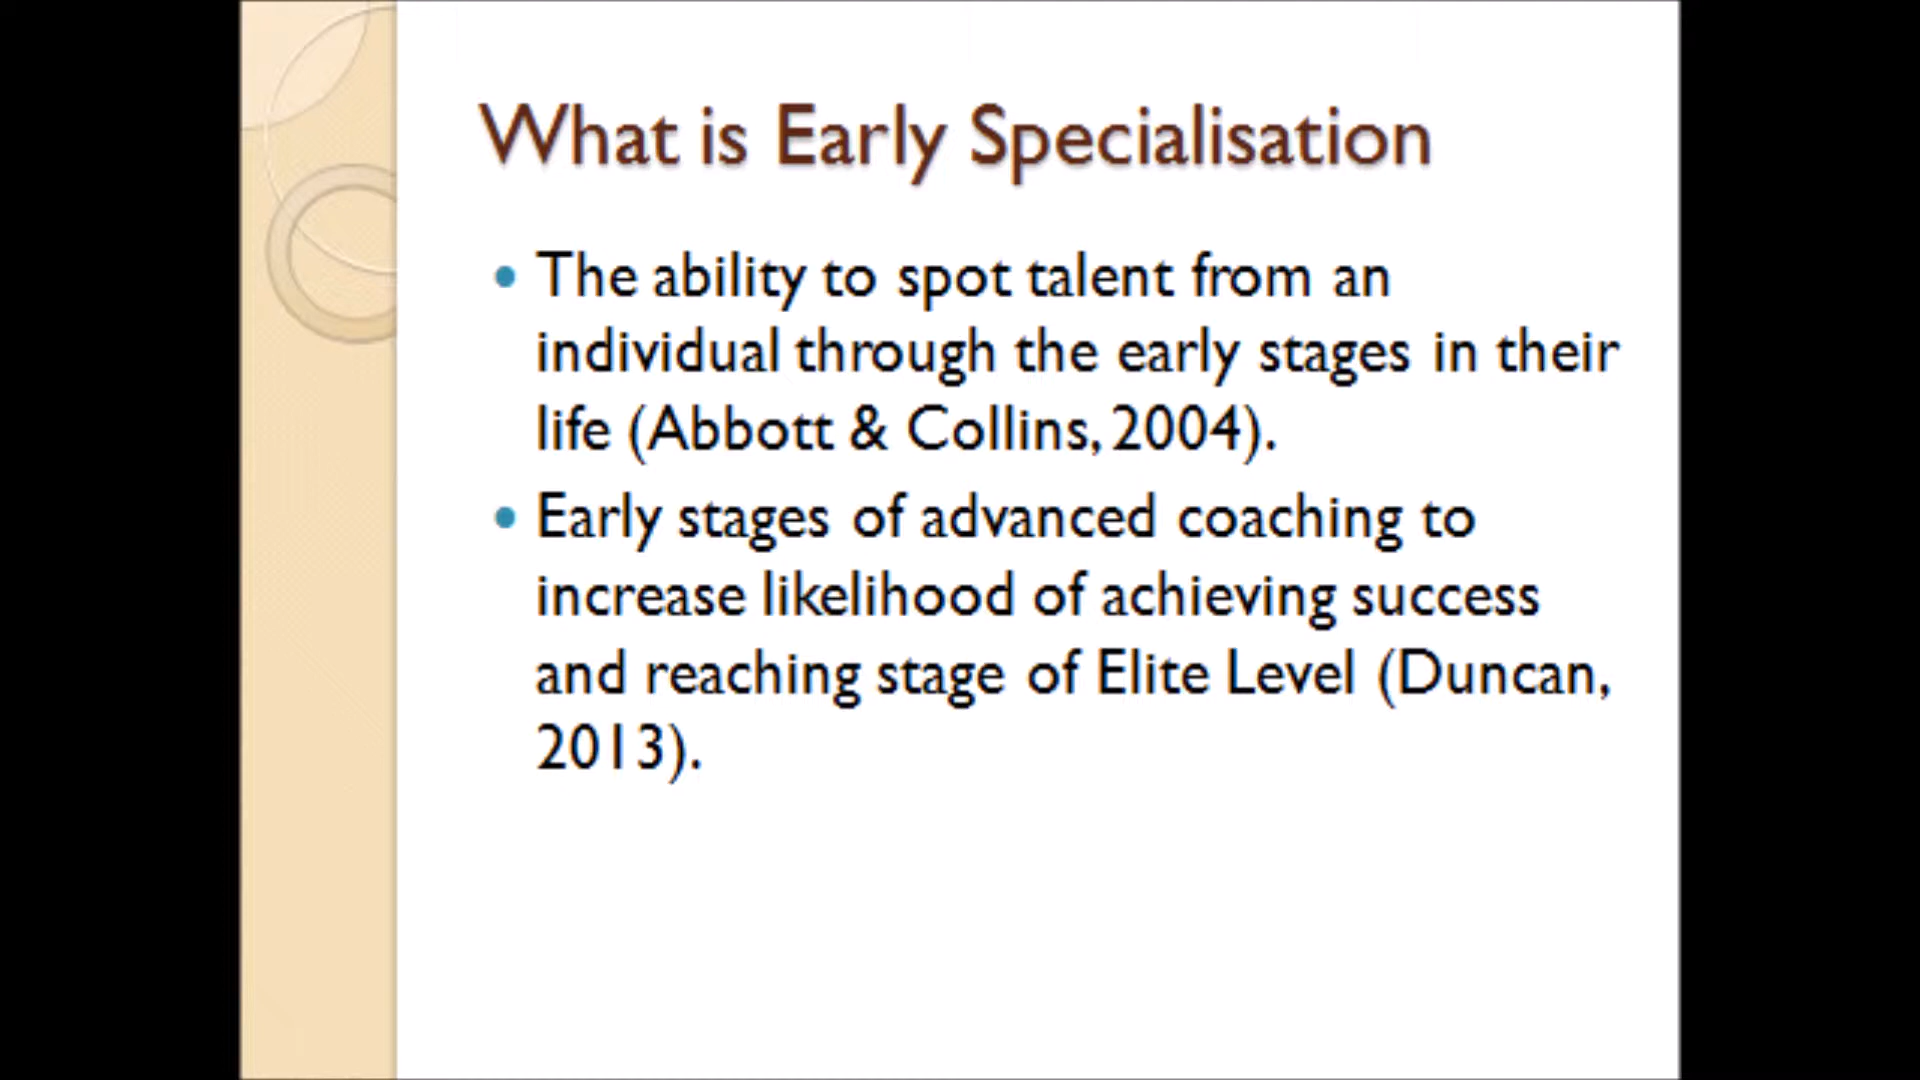 What is Early Specialisation
• The ability to spot talent from an
individual through the early stages in their
life (Abbott & Collins, 2004).
• Early stages of advanced coaching to
increase likelihood of achieving success
and reaching stage of Elite Level (Duncan,
2013).